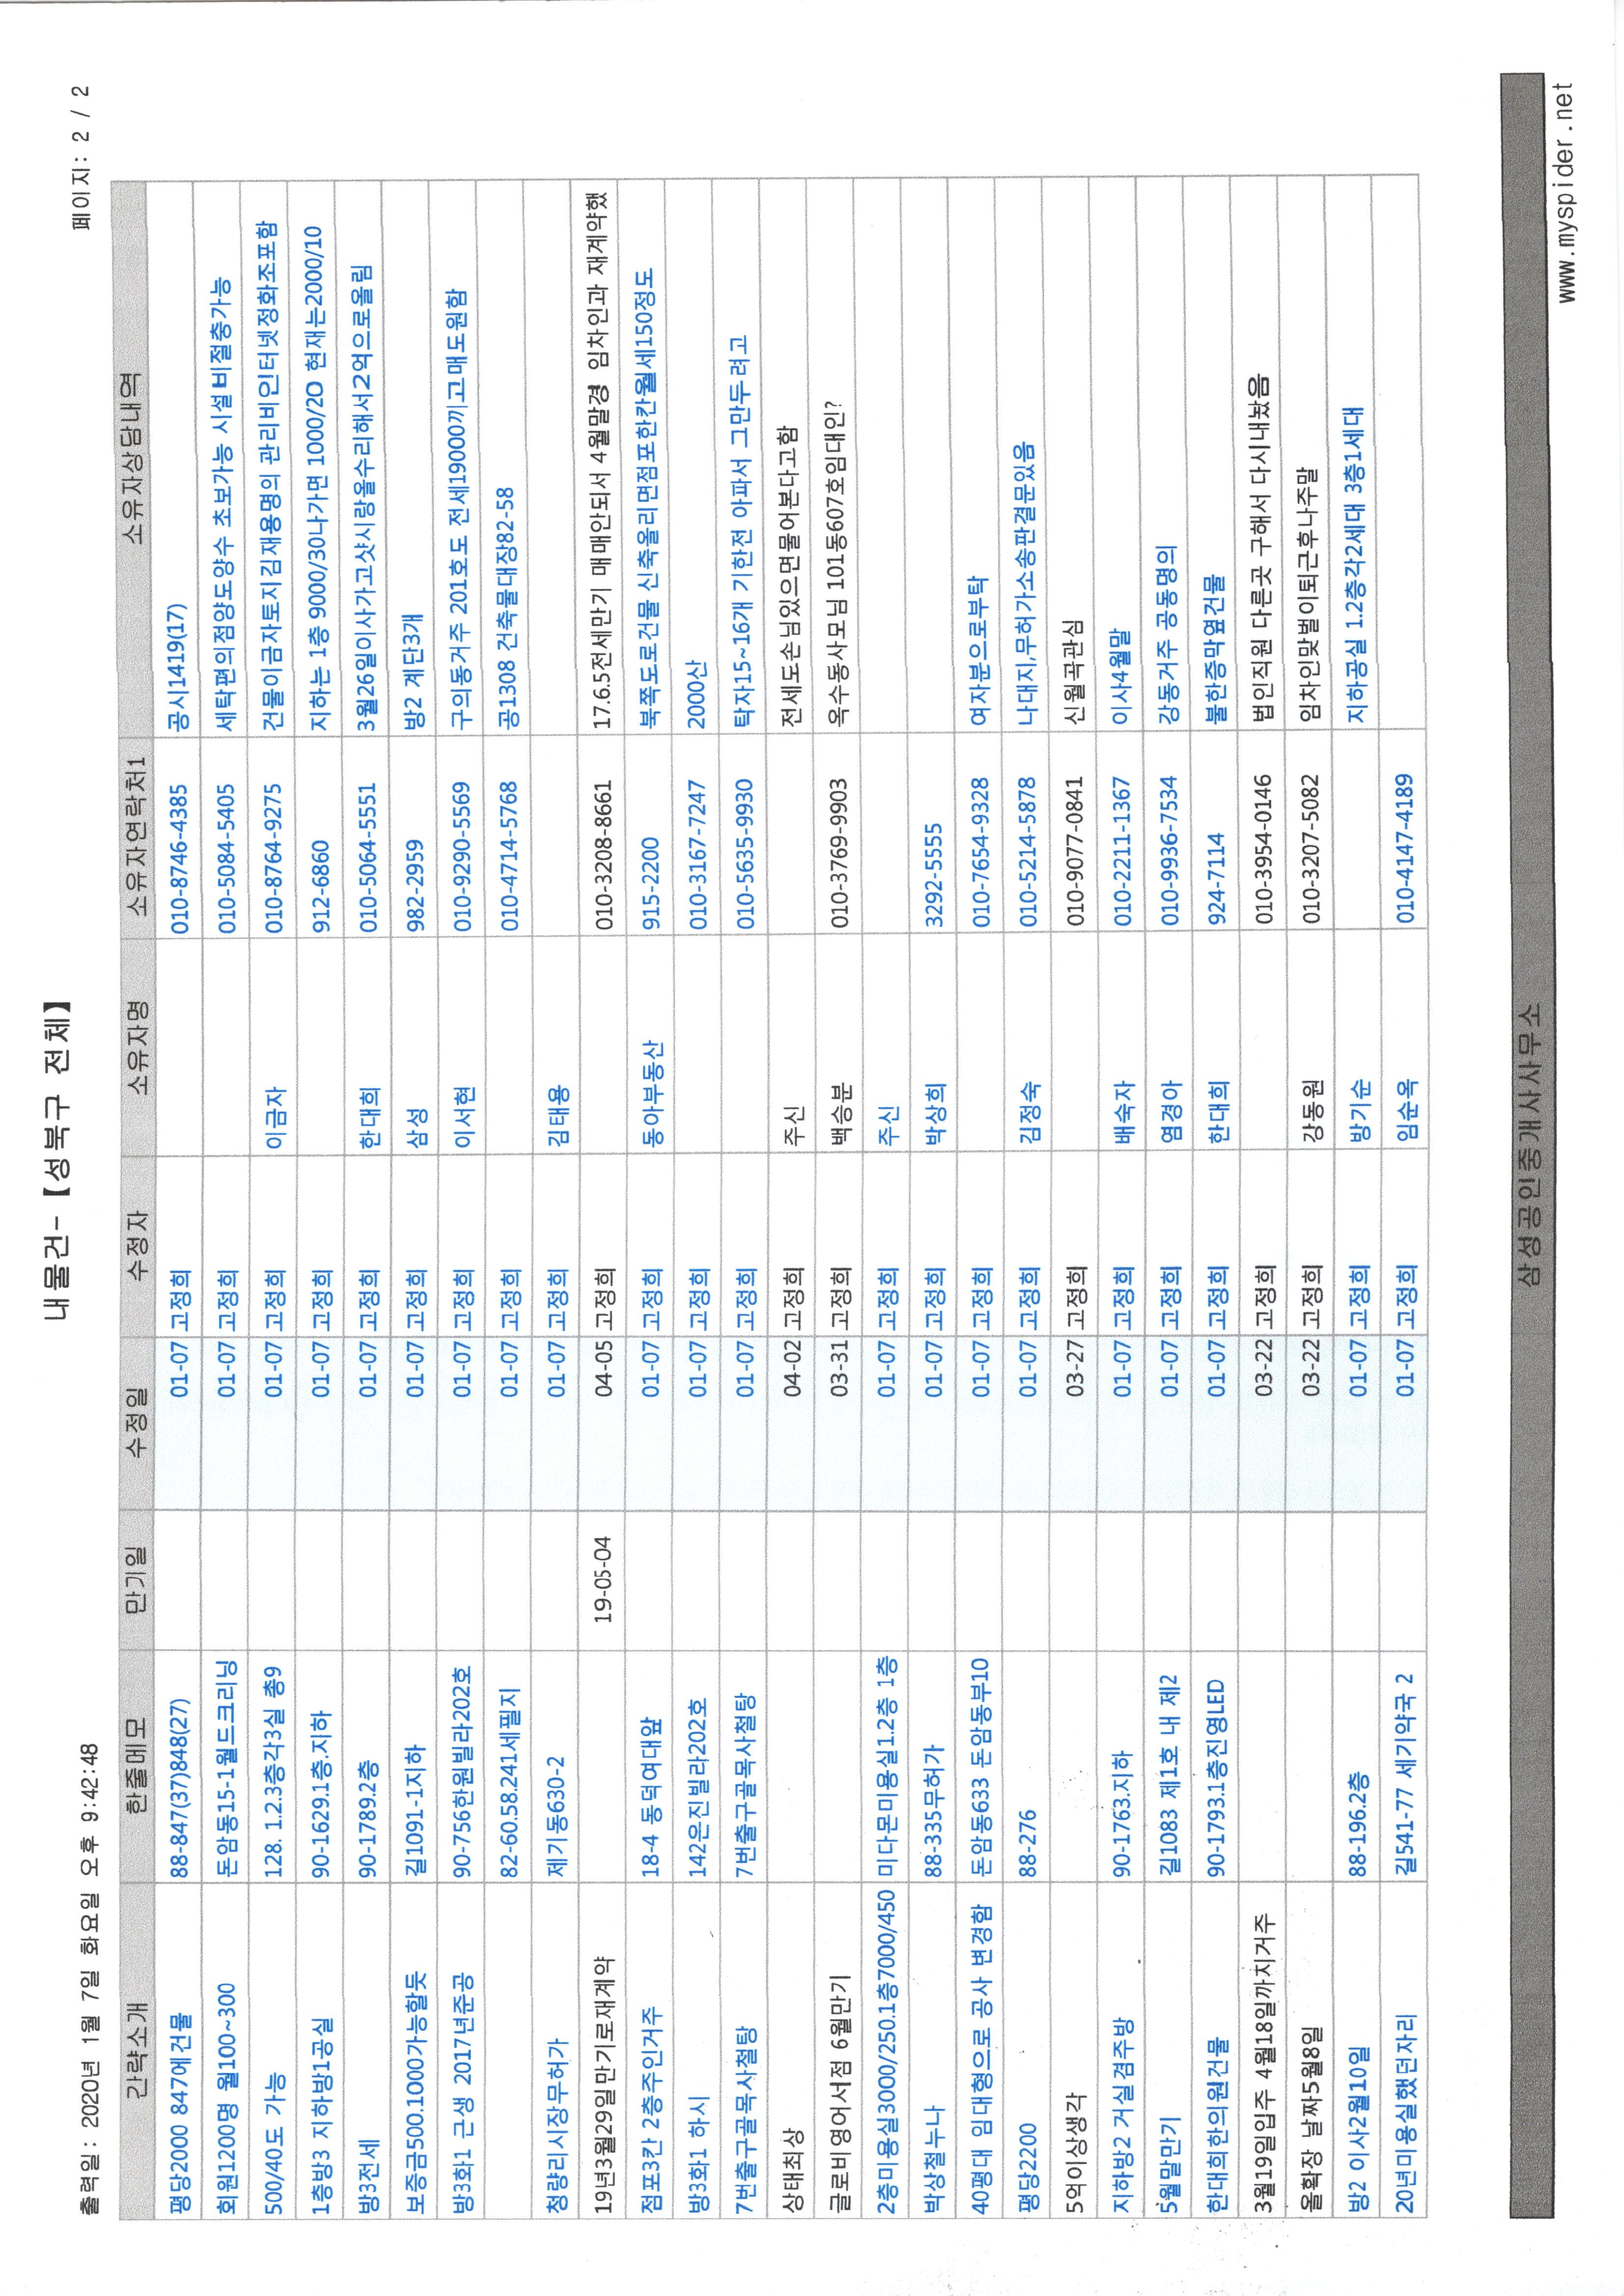 내물건-【성북구 전체】
출력일: 2020년 1월 7일 화요일 오후 9:42:48
페이지: 2 / 2
간략소개 한줄메모 만기일 수정일 수정자 소유자명 소유자연락처1 소유자상담내역
평당2000 847에건물 88-847(37)848(27) 01-07 고정희 010-8746-4385 공시1419(17)
회원1200명 월100~300 돈암동15-1월드크리닝 01-07 고정희 010-5084-5405 세탁편의점양도양수 초보가능 시설비절충가능
500/40도 가능 128. 1.2.3층각3실 총9 01-07 고정희 이금자 010-8764-9275 건물이금자토지김재용명의 관리비인터넷정화조포함
1층방3 지하방1공실 90-1629.1층.지하 01-07 고정희 912-6860 지하는 1층 9000/30나가면 1000/20 현재는2000/10
방3전세 90-1789.2층 01-07 고정희 한대희 010-5064-5551 3월26일이사가고샷시랑올수리해서2억으로올림
보증금500.1000가능할듯 길1091-1지하 01-07 고정희 삼성 982-2959 방2 계단3개
방3화1 근생 2017년준공 90-756한원빌라202호 01-07 고정희 이서현 010-9290-5569 구의동거주 201호도 전세19000끼고매도원함
82-60.58.241세필지 01-07 고정희 010-4714-5768 공1308 건축물대장82-58
청량리시장무허가 제기동630-2 01-07 고정희 김태용
19년3월29일만기로재계약 19-05-04 04-05 고정희 010-3208-8661 17.6.5전세만기 매매안되서 4월말경 임차인과 재계약했
점포3칸 2층주인거주 18-4 동덕여대앞 01-07 고정희 동아부동산 915-2200 북쪽도로건물 신축올리면점포한칸월세150정도
방3화1 하시 142은진빌라202호 01-07 고정희 010-3167-7247 2000산
7번출구골목사철탕 7번출구골목사철탕 01-07 고정희 010-5635-9930 탁자15~16개 기한전 아파서 그만두려고
상태최상 04-02 고정희 주신 전세도손님있으면물어본다고함
글로비영어서점 6월만기 03-31 고정희 백승분 010-3769-9903 옥수동사모님 101동607호임대인?
2층미용실3000/250.1층7000/450 미다몬미용실1.2층 1층 01-07 고정희 주신
박상철누나 88-335무허가 01-07 고정희 박상희 3292-5555
40평대 임대형으로 공사 변경함 돈암동633 돈암동부10 01-07 고정희 010-7654-9328 여자분으로부탁
평당2200 88-276 01-07 고정희 김정숙 010-5214-5878 나대지,무허가소송판결문있음
5억이상생각 03-27 고정희 010-9077-0841 신월곡관심
지하방2 거실겸주방 90-1763.지하 01-07 고정희 배숙자 010-2211-1367 이사4월말
5월말만기 길1083 제1호 내 제2 01-07 고정희 염경아 010-9936-7534 강동거주 공동명의
한대희한의원건물 90-1793.1층진영LED 01-07 고정희 한대희 924-7114 불한증막옆건물
3월19일입주 4월18일까지거주 03-22 고정희 010-3954-0146 법인직원 다른곳 구해서 다시내놨음
올확장 날짜5월8일 03-22 고정희 강동원 010-3207-5082 임차인맞벌이퇴근후나주말
방2 이사2월10일 88-196.2층 01-07 고정희 방기순 지하공실 1.2층각2세대 3층1세대
20년미용실했던자리 길541-77 세기약국 2 01-07 고정희 임순옥 010-4147-4189
삼성공인중개사사무소
www.myspider.net